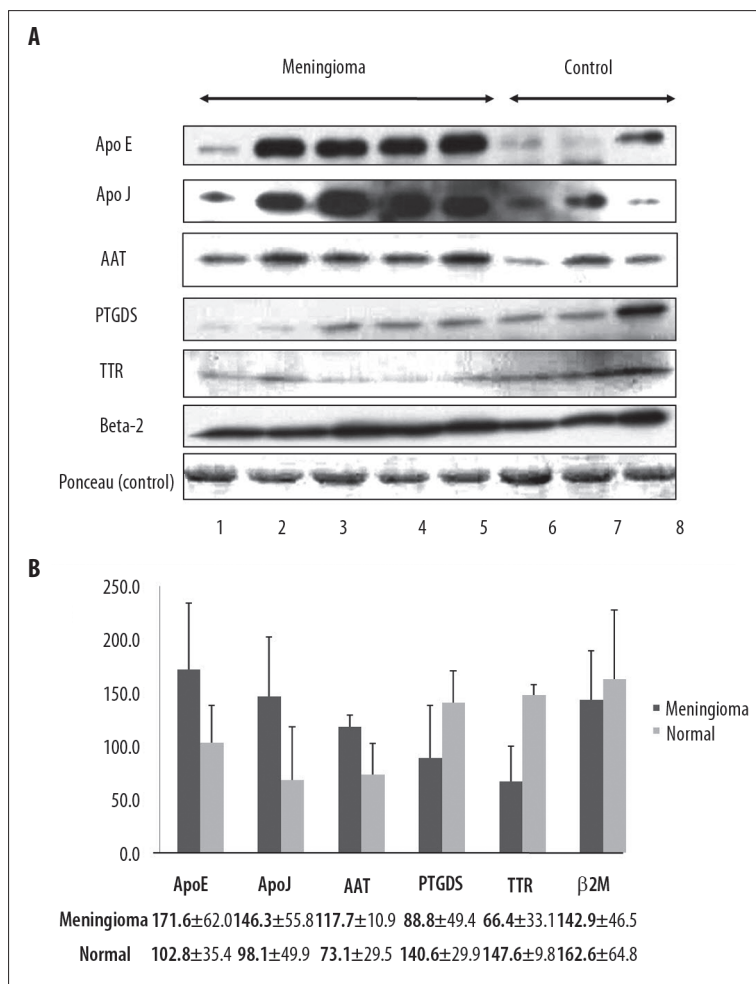 A
Meningioma Control
Apo E
Apo J
AAT
PTGDS
TTR
Beta-2
Ponceau (control)
1 2 3 4 5 6 7 8
B
250.0
200.0
150.0
100.0
50.0
0.0
Meningioma
Normal
ApoE ApoJ AAT PTGDS TTR β2M
Meningioma 171.6±62.0 146.3±55.8 117.7±10.9 88.8±49.4 66.4±33.1 142.9±46.5
Normal 102.8±35.4 98.1±49.9 73.1±29.5 140.6±29.9 147.6±9.8 162.6±64.8